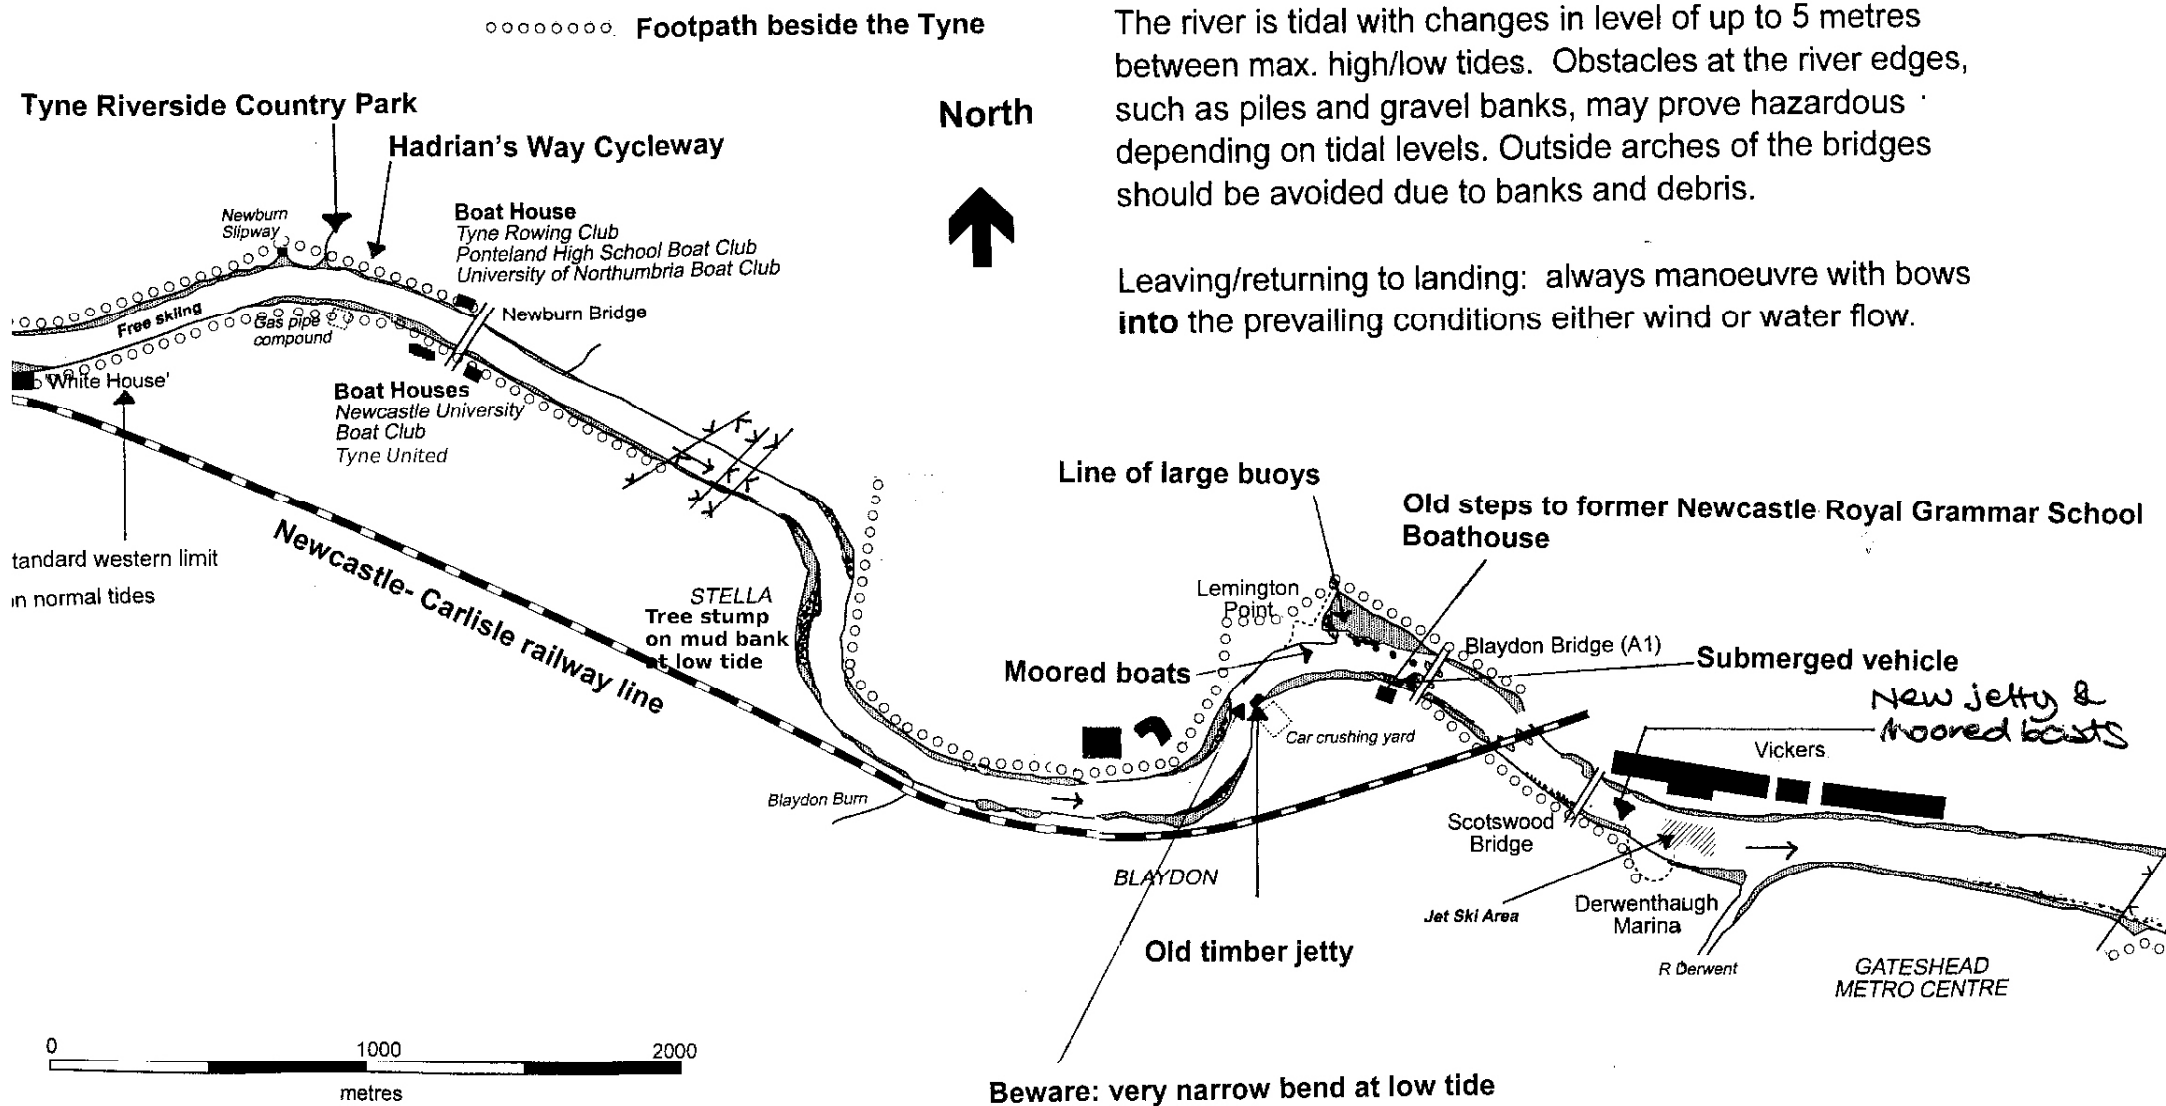 Footpath beside the Tyne
The river is tidal with changes in level of up to 5 metres
between max. high/low tides. Obstacles at the river edges,
such as piles and gravel banks, may prove hazardous
depending on tidal levels. Outside arches of the bridges
should be avoided due to banks and debris.
Leaving/returning to landing: always manoeuvre with bows
into the prevailing conditions either wind or water flow.
North
Tyne Riverside Country Park
Hadrian's Way Cycleway
Newburn
Slipway
Boat House
Tyne Rowing Club
Ponteland High School Boat Club
University of Northumbria Boat Club
Newburn Bridge
Free skiing
Gas pipe
compound
'White House'
Boat Houses
Newcastle University
Boat Club
Tyne United
tandard western limit
in normal tides
Newcastle- Carlisle railway line
STELLA
Tree stump
on mud bank
at low tide
Line of large buoys
Old steps to former Newcastle Royal Grammar School
Boathouse
Lemington
Point
Blaydon Bridge (A1)
Submerged vehicle
Moored boats
New jetty &
Moored boats
Vickers
Car crushing yard
Blaydon Burn
Scotswood
Bridge
BLAYDON
Jet Ski Area
Derwenthaugh
Marina
Old timber jetty
R Derwent
GATESHEAD
METRO CENTRE
0 1000 2000
metres
Beware: very narrow bend at low tide